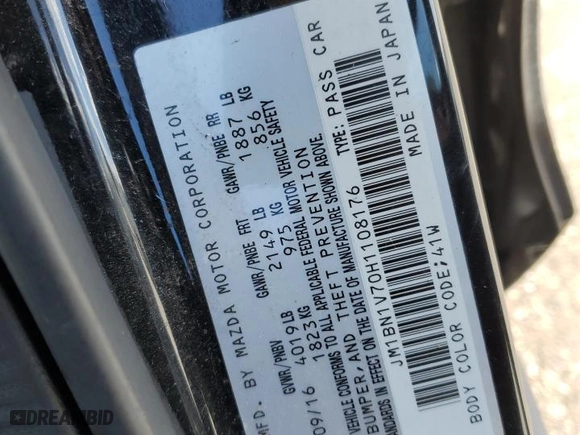 MFD. BY MAZDA MOTOR CORPORATION
GVWR/PNBV GAWR/PNBE FRT GAWR/PNBE RR
09/16 4019LB 2149 LB 1887 LB
1823KG 975 KG 856 KG
VEHICLE CONFORMS TO ALL APPLICABLE FEDERAL MOTOR VEHICLE SAFETY
BUMPER, AND THEFT PREVENTION
STANDARDS IN EFFECT ON THE DATE OF MANUFACTURE SHOWN ABOVE.
JM1BN1V70H1108176 TYPE: PASS CAR
BODY COLOR CODE:41W MADE IN JAPAN
DREAMBID